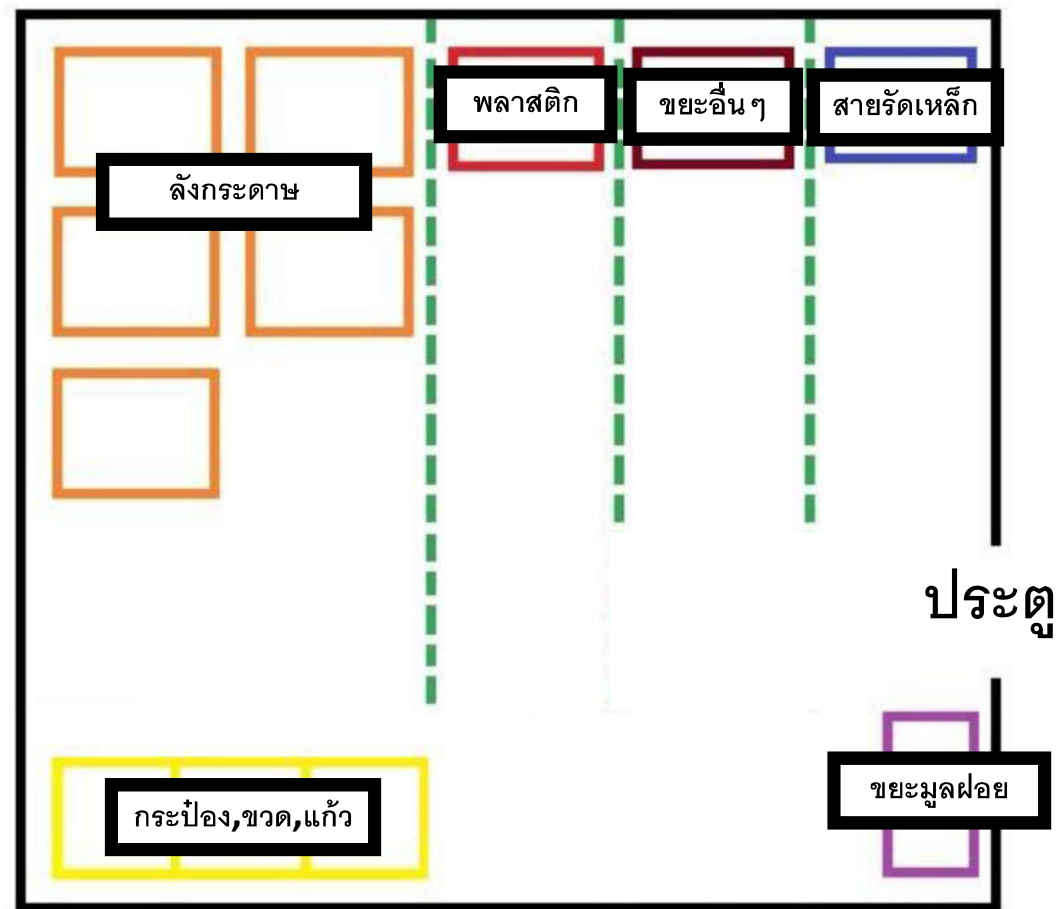 พลาสติก
ขยะอื่น ๆ
สายรัดเหล็ก
ลังกระดาษ
ประตู
กระป๋อง,ขวด,แก้ว
ขยะมูลฝอย